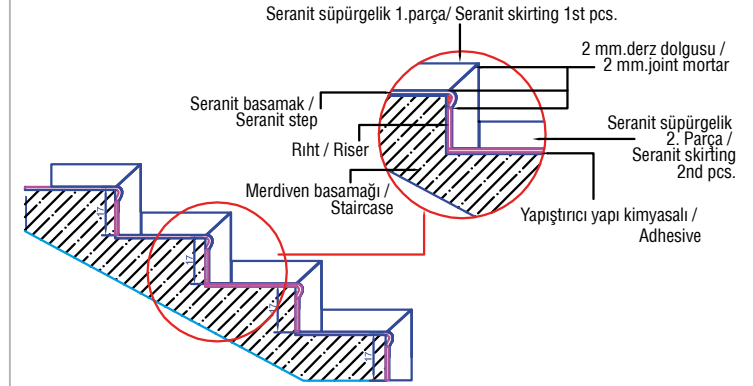 Seranit süpürgelik 1.parça/ Seranit skirting 1st pcs.
2 mm.derz dolgusu /
2 mm.joint mortar
Seranit basamak /
Seranit step
Seranit süpürgelik
2. Parça /
Seranit skirting
2nd pcs.
Rıht / Riser
Merdiven basamağı /
Staircase
Yapıştırıcı yapı kimyasalı /
Adhesive
17
17
17
17